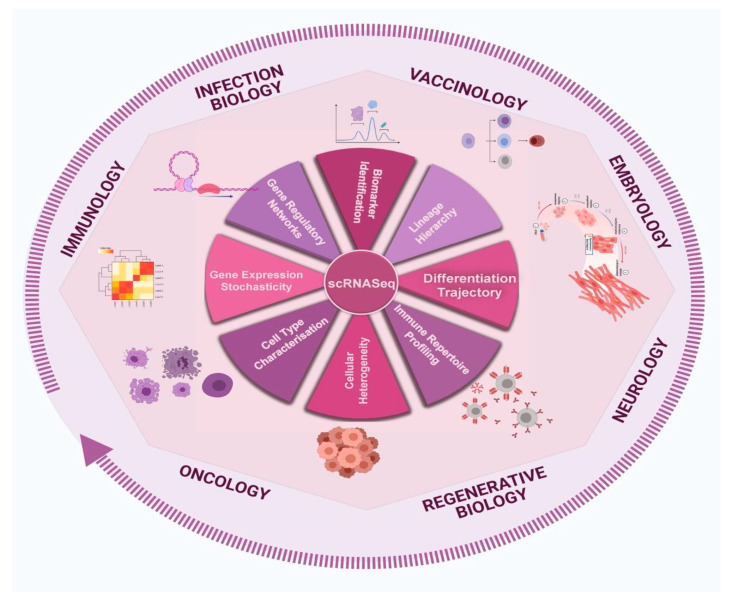 INFECTION
BIOLOGY
VACCINOLOGY
IMMUNOLOGY
EMBRYOLOGY
Biomarker
Identification
Gene Regulatory
Networks
Lineage
Hierarchy
Gene Expression
Stochasticity
scRNASeq
Differentiation
Trajectory
Cell Type
Characterisation
Immune Repertoire
Profiling
Cellular
Heterogeneity
NEUROLOGY
ONCOLOGY
REGENERATIVE
BIOLOGY